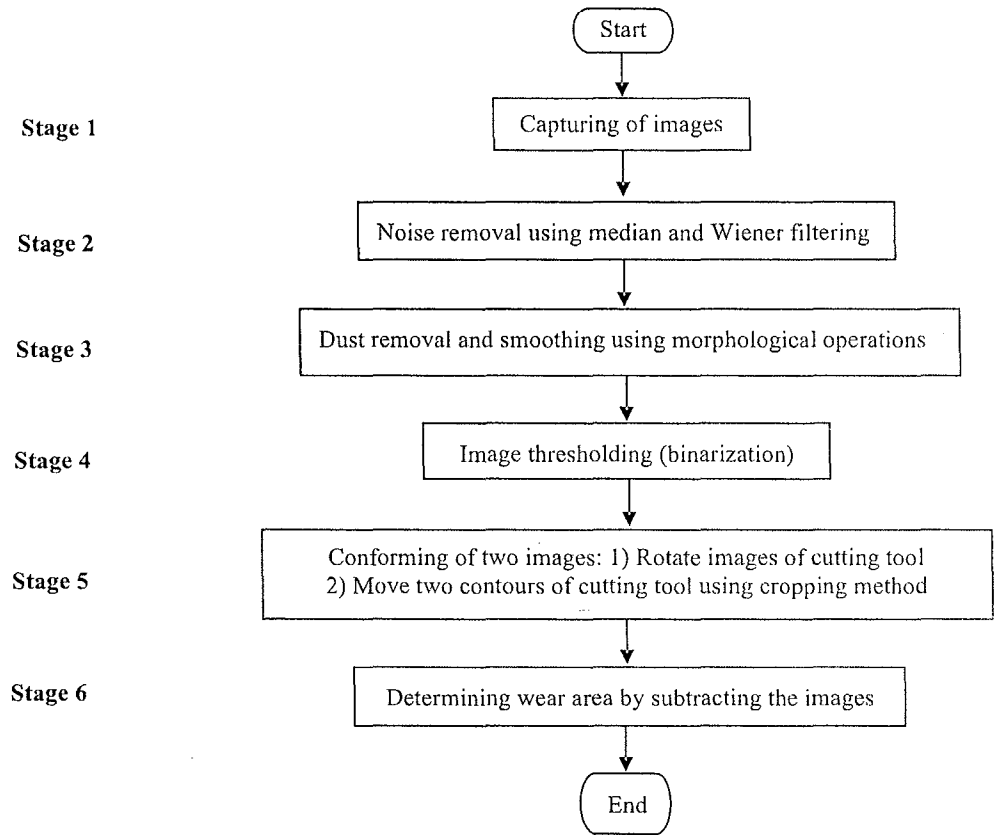 Start
Stage 1
Capturing of images
Stage 2
Noise removal using median and Wiener filtering
Stage 3
Dust removal and smoothing using morphological operations
Stage 4
Image thresholding (binarization)
Stage 5
Conforming of two images: 1) Rotate images of cutting tool
2) Move two contours of cutting tool using cropping method
Stage 6
Determining wear area by subtracting the images
End